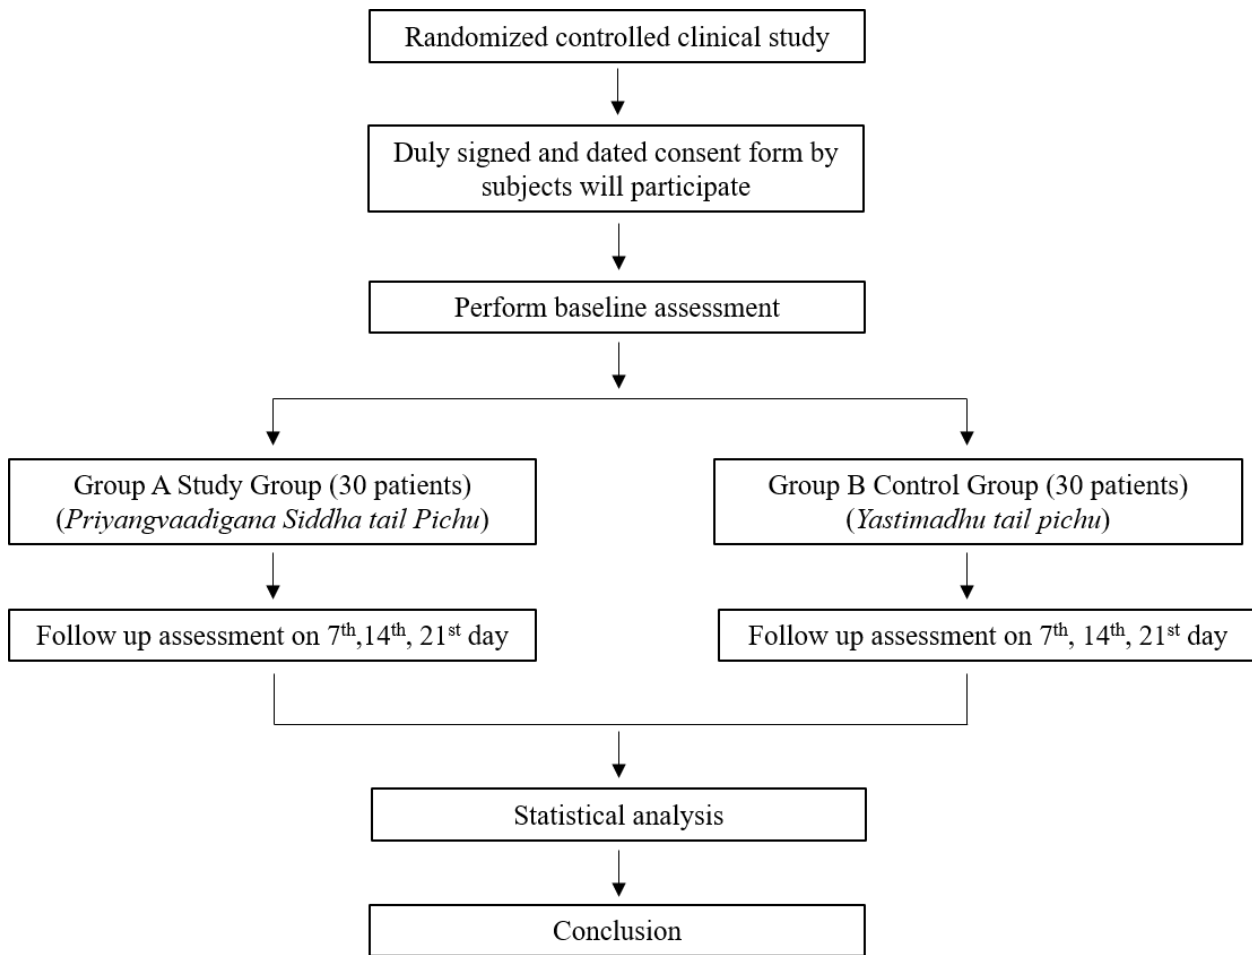 Randomized controlled clinical study
Duly signed and dated consent form by
subjects will participate
Perform baseline assessment
Group A Study Group (30 patients)
(Priyangvaadigana Siddha tail Pichu)
Group B Control Group (30 patients)
(Yastimadhu tail pichu)
Follow up assessment on 7th,14th, 21st day
Follow up assessment on 7th, 14th, 21st day
Statistical analysis
Conclusion